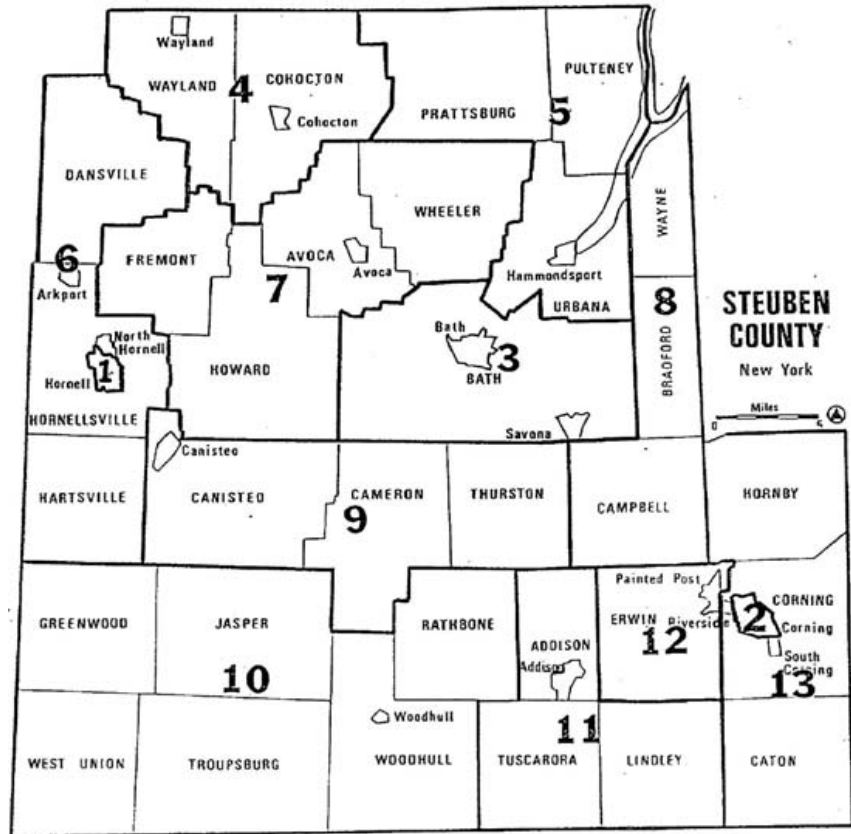 Wayland
WAYLAND
4
COHOCTON
Cohocton
PULTENEY
PRATTSBURG
5
DANSVILLE
WHEELER
WAYNE
6
Arkport
FREMONT
7
AVOCA
Avoca
Hammondsport
URBANA
8
BRADFORD
STEUBEN
COUNTY
New York
Miles
0
North
Hornell
1
Hornell
HORNELLSVILLE
HOWARD
Bath
BATH
3
Savona
Canisteo
HARTSVILLE
CANISTEO
CAMERON
9
THURSTON
CAMPBELL
HORNBY
GREENWOOD
JASPER
10
RATHBONE
ADDISON
Addison
Painted Post
ERWIN
Riverside
12
2
CORNING
Corning
South
Corning
13
Woodhull
11
WEST UNION
TROUPSBURG
WOODHULL
TUSCARORA
LINDLEY
CATON